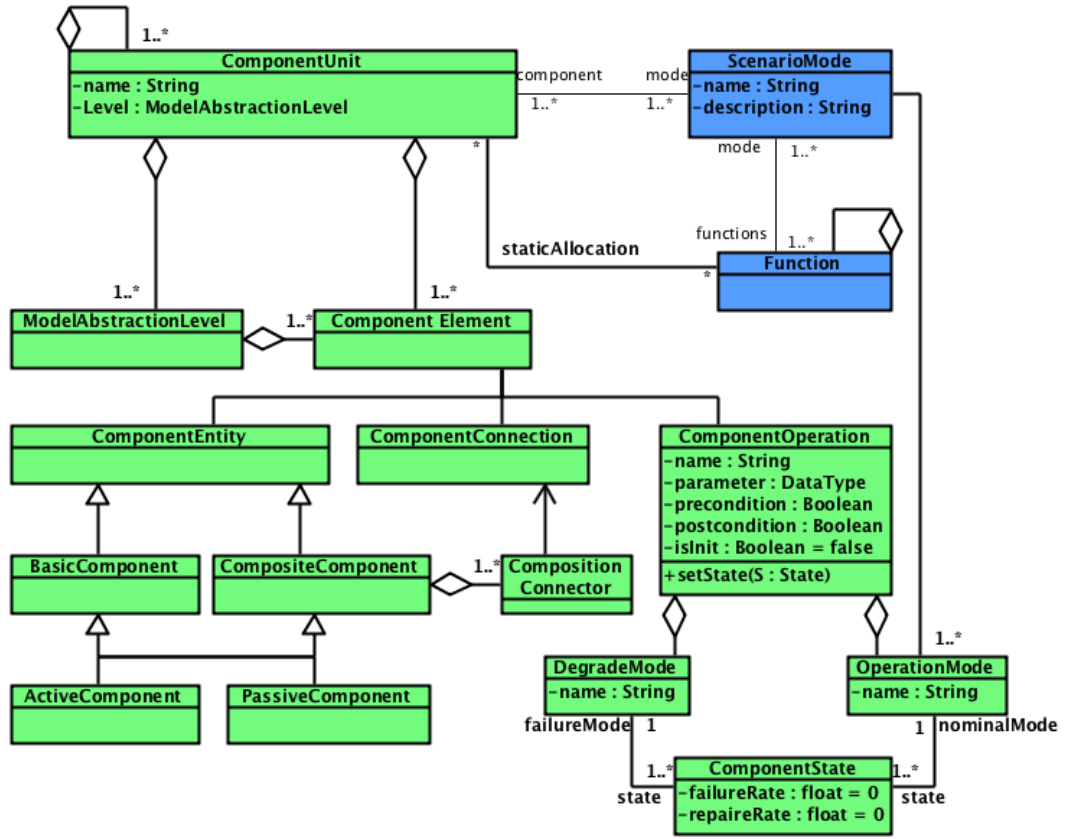 1..*
ComponentUnit
-name : String
-Level : ModelAbstractionLevel
component
mode
1..*
1..*
ScenarioMode
-name : String
-description : String
mode
1..*
*
staticAllocation
functions
1..*
*
Function
1..*
1..*
ModelAbstractionLevel
1..*
Component Element
ComponentEntity
ComponentConnection
ComponentOperation
-name : String
-parameter : DataType
-precondition : Boolean
-postcondition : Boolean
-isInit : Boolean = false
+setState(S : State)
BasicComponent
CompositeComponent
1..*
Composition
Connector
1..*
ActiveComponent
PassiveComponent
DegradeMode
-name : String
OperationMode
-name : String
failureMode
1
1
nominalMode
1..*
state
ComponentState
-failureRate : float = 0
-repaireRate : float = 0
1..*
state